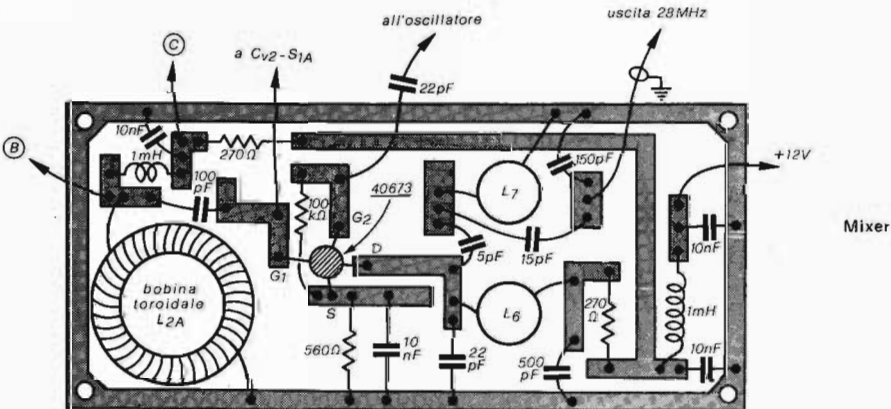 all'oscillatore
uscita 28MHz
a Cv2-S1A
C
22pF
10nF
1mH
270Ω
150pF
+12V
B
100 pF
40673
L7
100 kΩ
G2
Mixer
D
10nF
5pF
15pF
G1
bobina
toroidale
L2A
L6
270 Ω
1mH
S
560Ω
10 nF
22 pF
500 pF
10nF